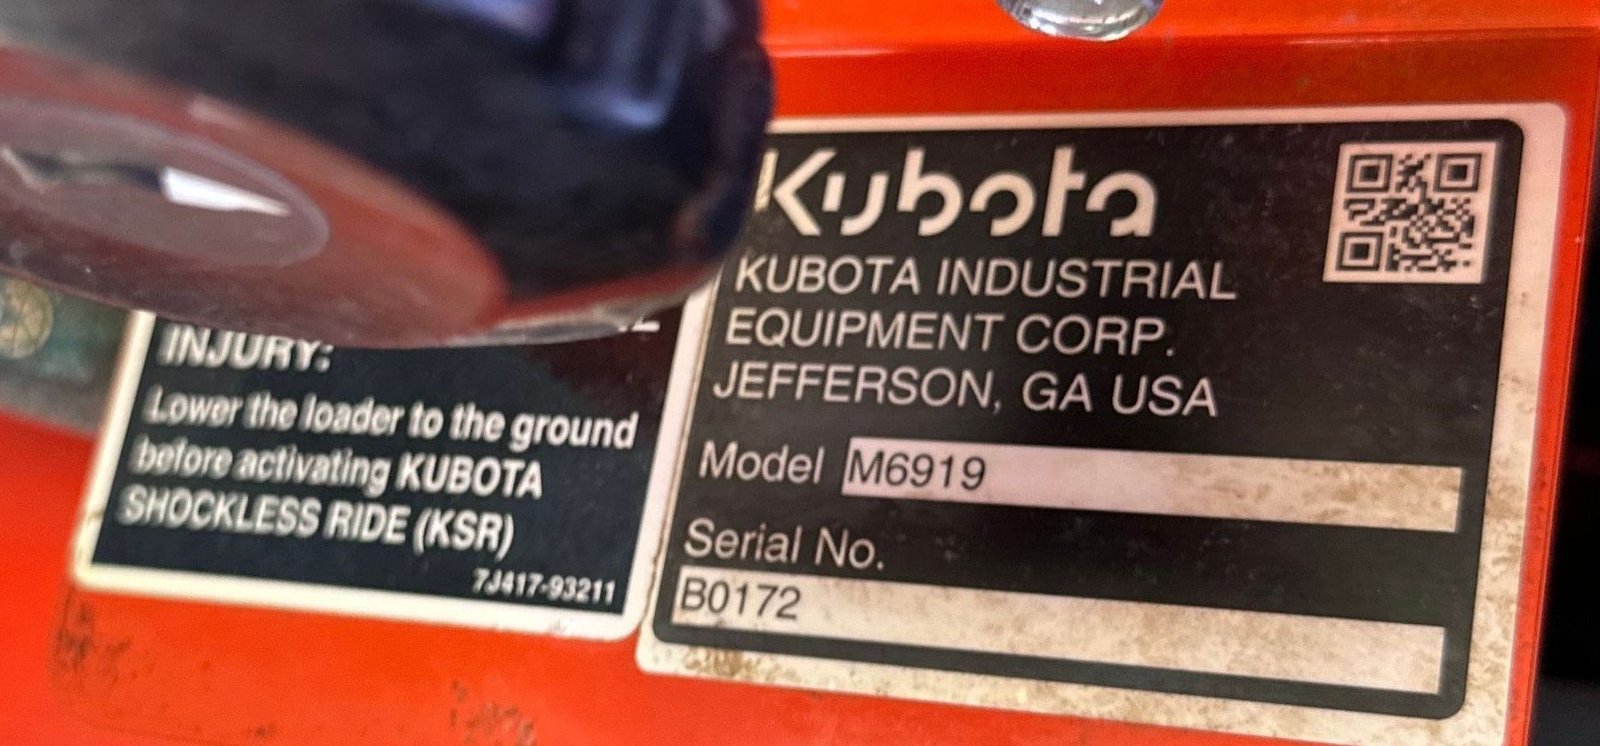 INJURY:
Lower the loader to the ground
before activating KUBOTA
SHOCKLESS RIDE (KSR)
7J417-93211
Kubota
KUBOTA INDUSTRIAL
EQUIPMENT CORP.
JEFFERSON, GA USA
Model M6919
Serial No.
B0172